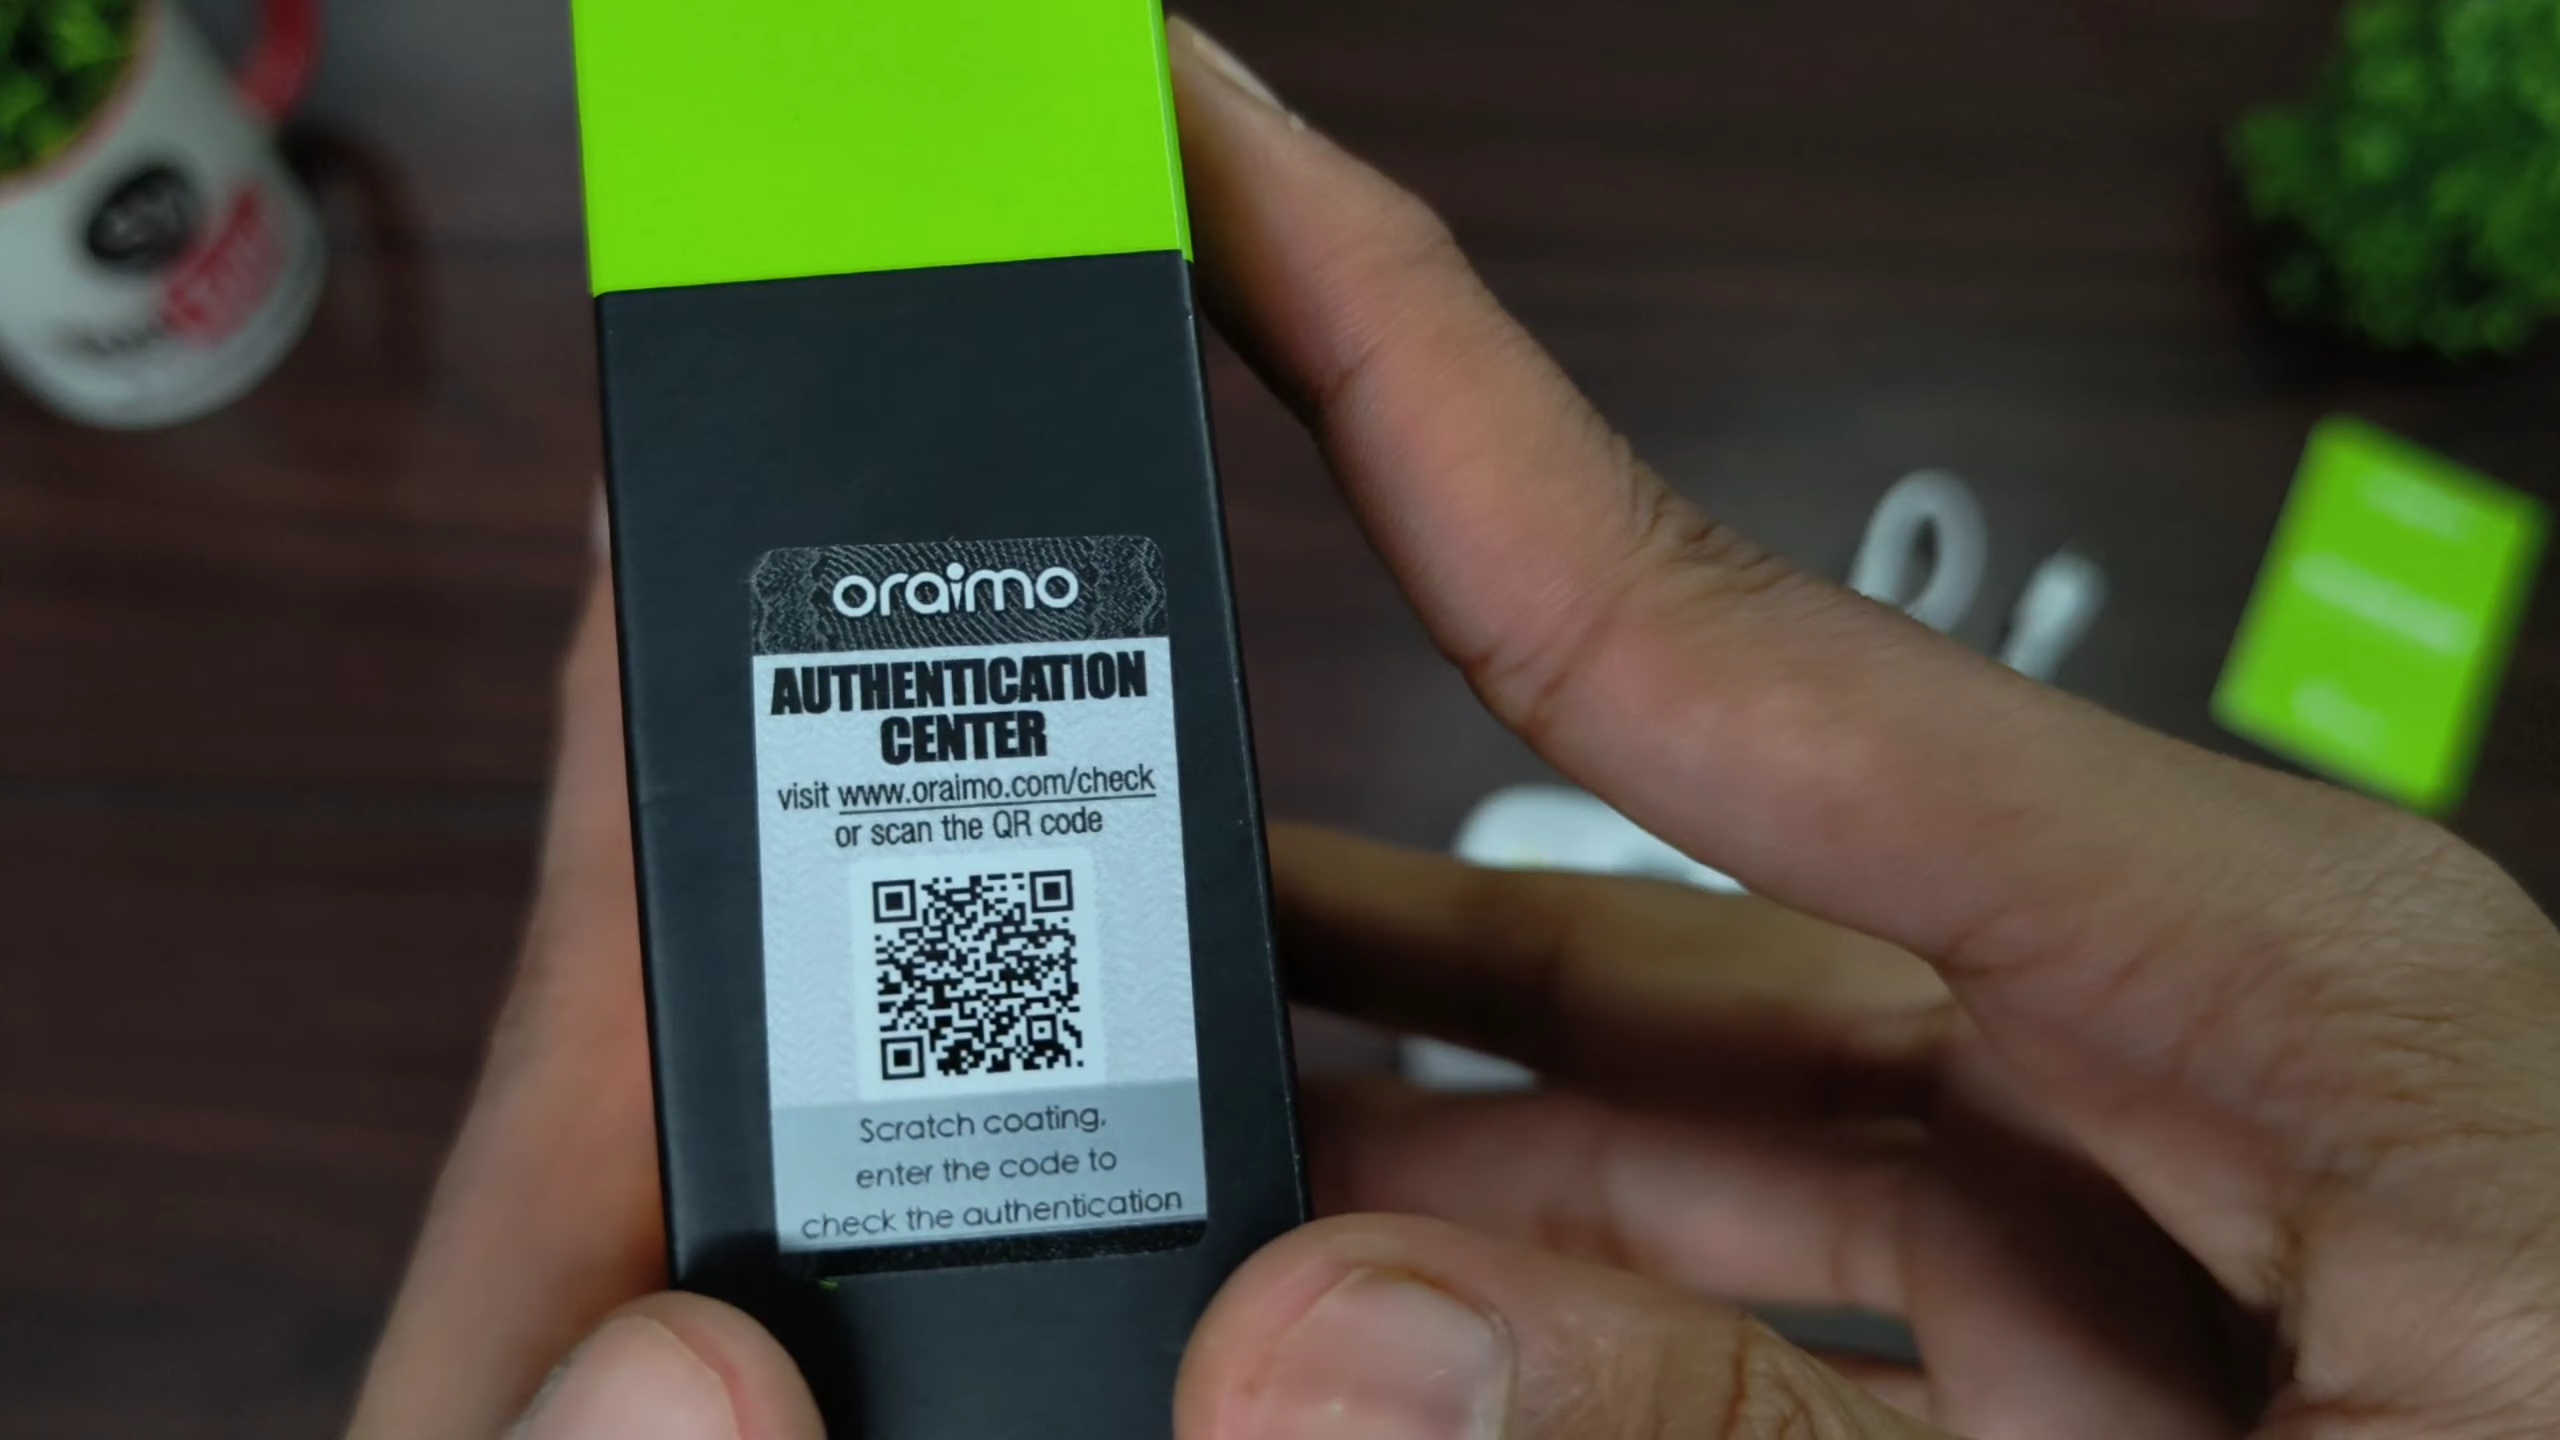 oraimo
AUTHENTICATION
CENTER
visit www.oraimo.com/check
or scan the QR code
Scratch coating,
enter the code to
check the authentication